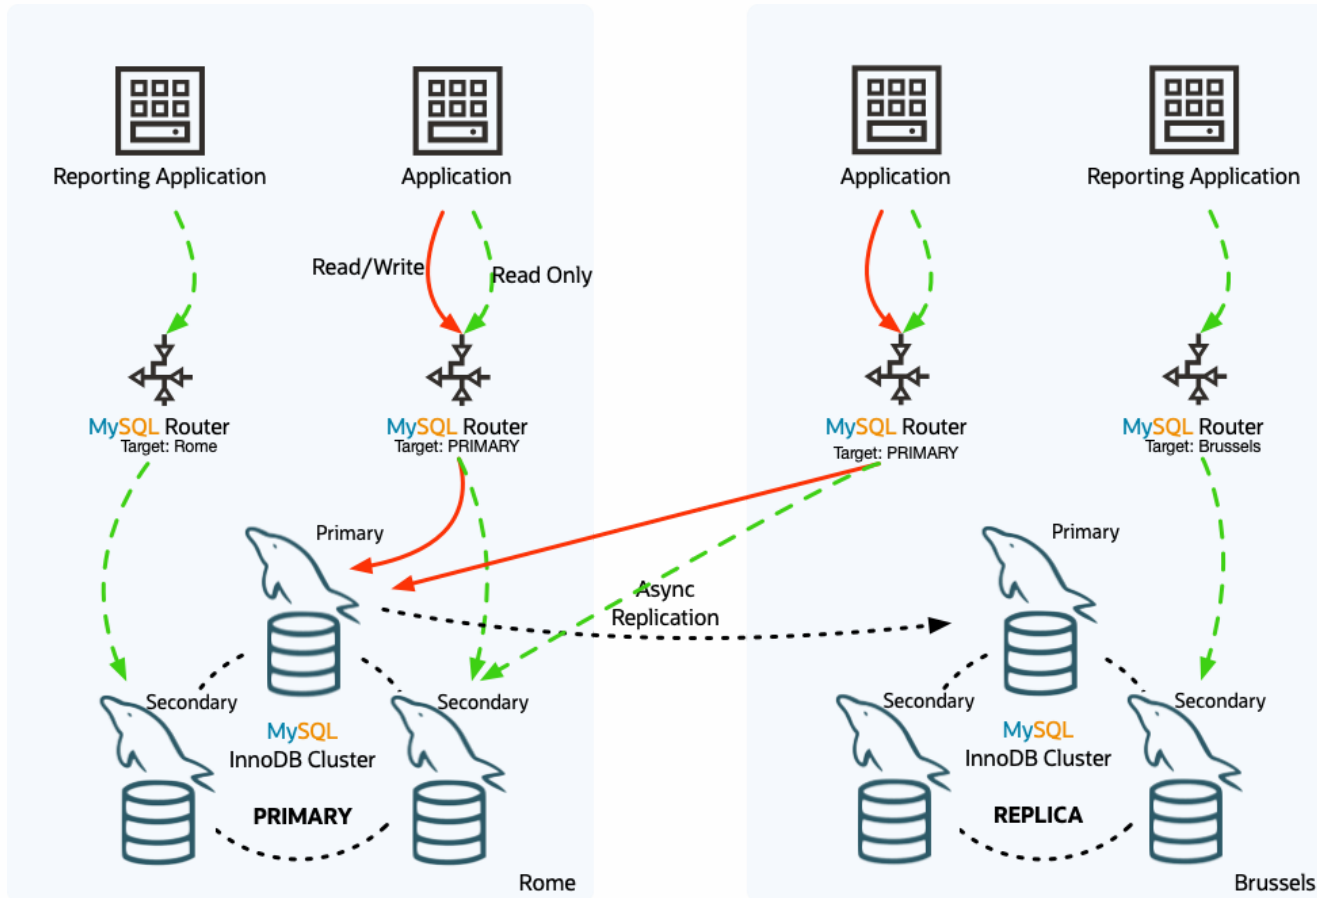 Reporting Application
Application
Application
Reporting Application
Read/Write
Read Only
MySQL Router
Target: Rome
MySQL Router
Target: PRIMARY
MySQL Router
Target: PRIMARY
MySQL Router
Target: Brussels
Primary
Primary
Async
Replication
Secondary
Secondary
Secondary
Secondary
MySQL
InnoDB Cluster
PRIMARY
MySQL
InnoDB Cluster
REPLICA
Rome
Brussels